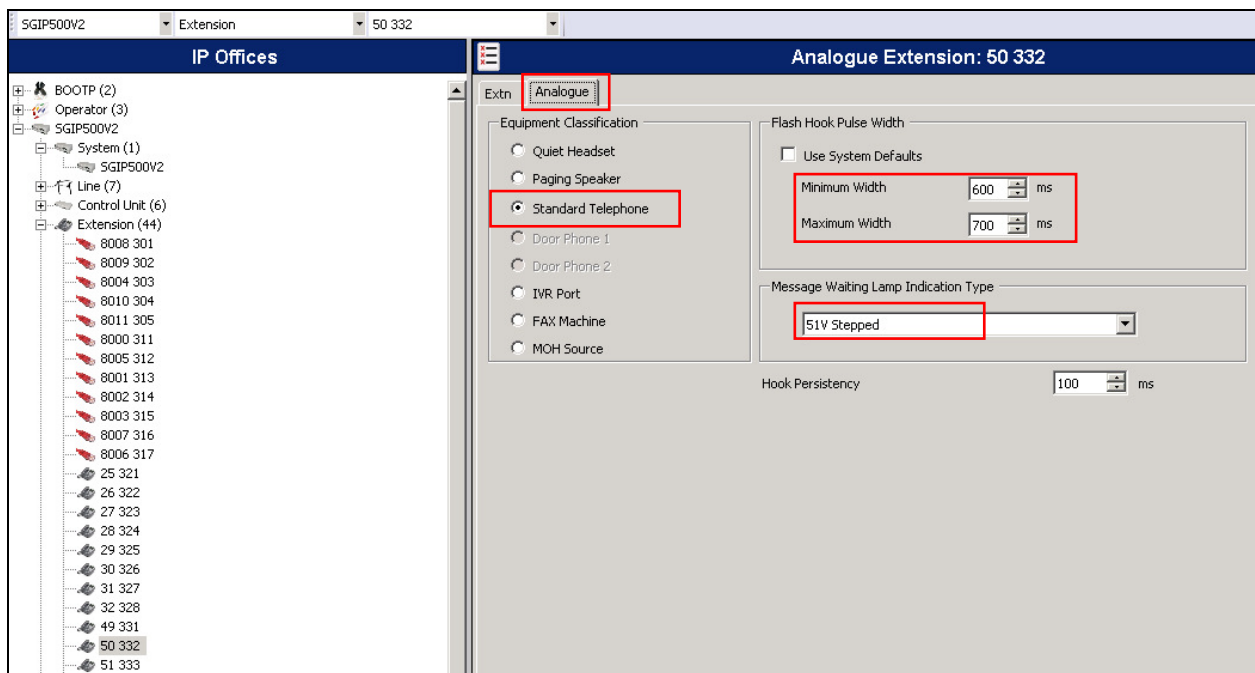 SGIP500V2 Extension 50 332
IP Offices
BOOTP (2)
Operator (3)
SGIP500V2
System (1)
SGIP500V2
Line (7)
Control Unit (6)
Extension (44)
8008 301
8009 302
8004 303
8010 304
8011 305
8000 311
8005 312
8001 313
8002 314
8003 315
8007 316
8006 317
25 321
26 322
27 323
28 324
29 325
30 326
31 327
32 328
49 331
50 332
51 333
Analogue Extension: 50 332
Extn Analogue
Equipment Classification
Quiet Headset
Paging Speaker
Standard Telephone
Door Phone 1
Door Phone 2
IVR Port
FAX Machine
MOH Source
Flash Hook Pulse Width
Use System Defaults
Minimum Width 600 ms
Maximum Width 700 ms
Message Waiting Lamp Indication Type
51V Stepped
Hook Persistency 100 ms